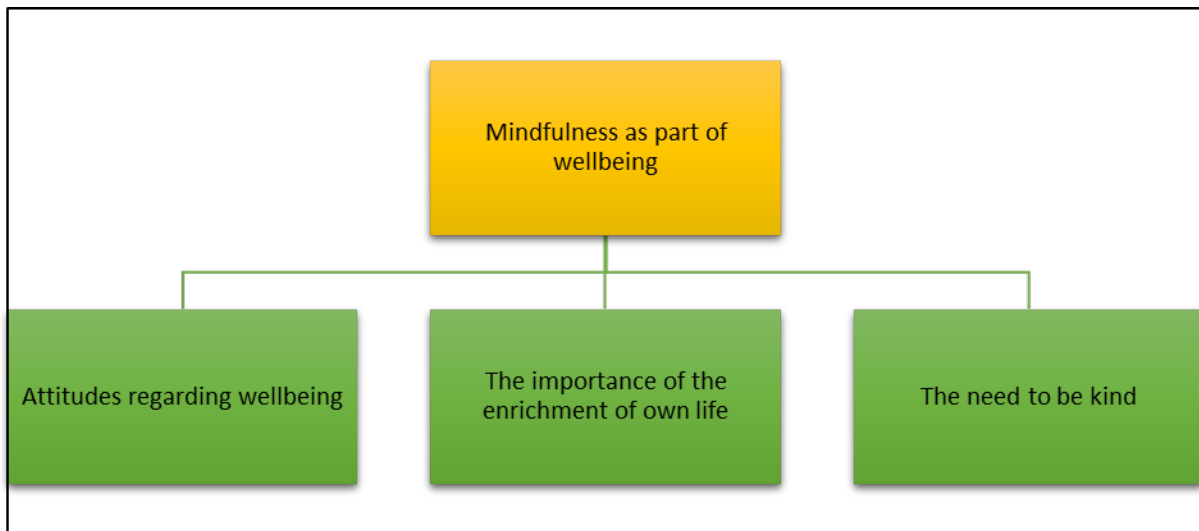 Mindfulness as part of
wellbeing
Attitudes regarding wellbeing
The importance of the
enrichment of own life
The need to be kind